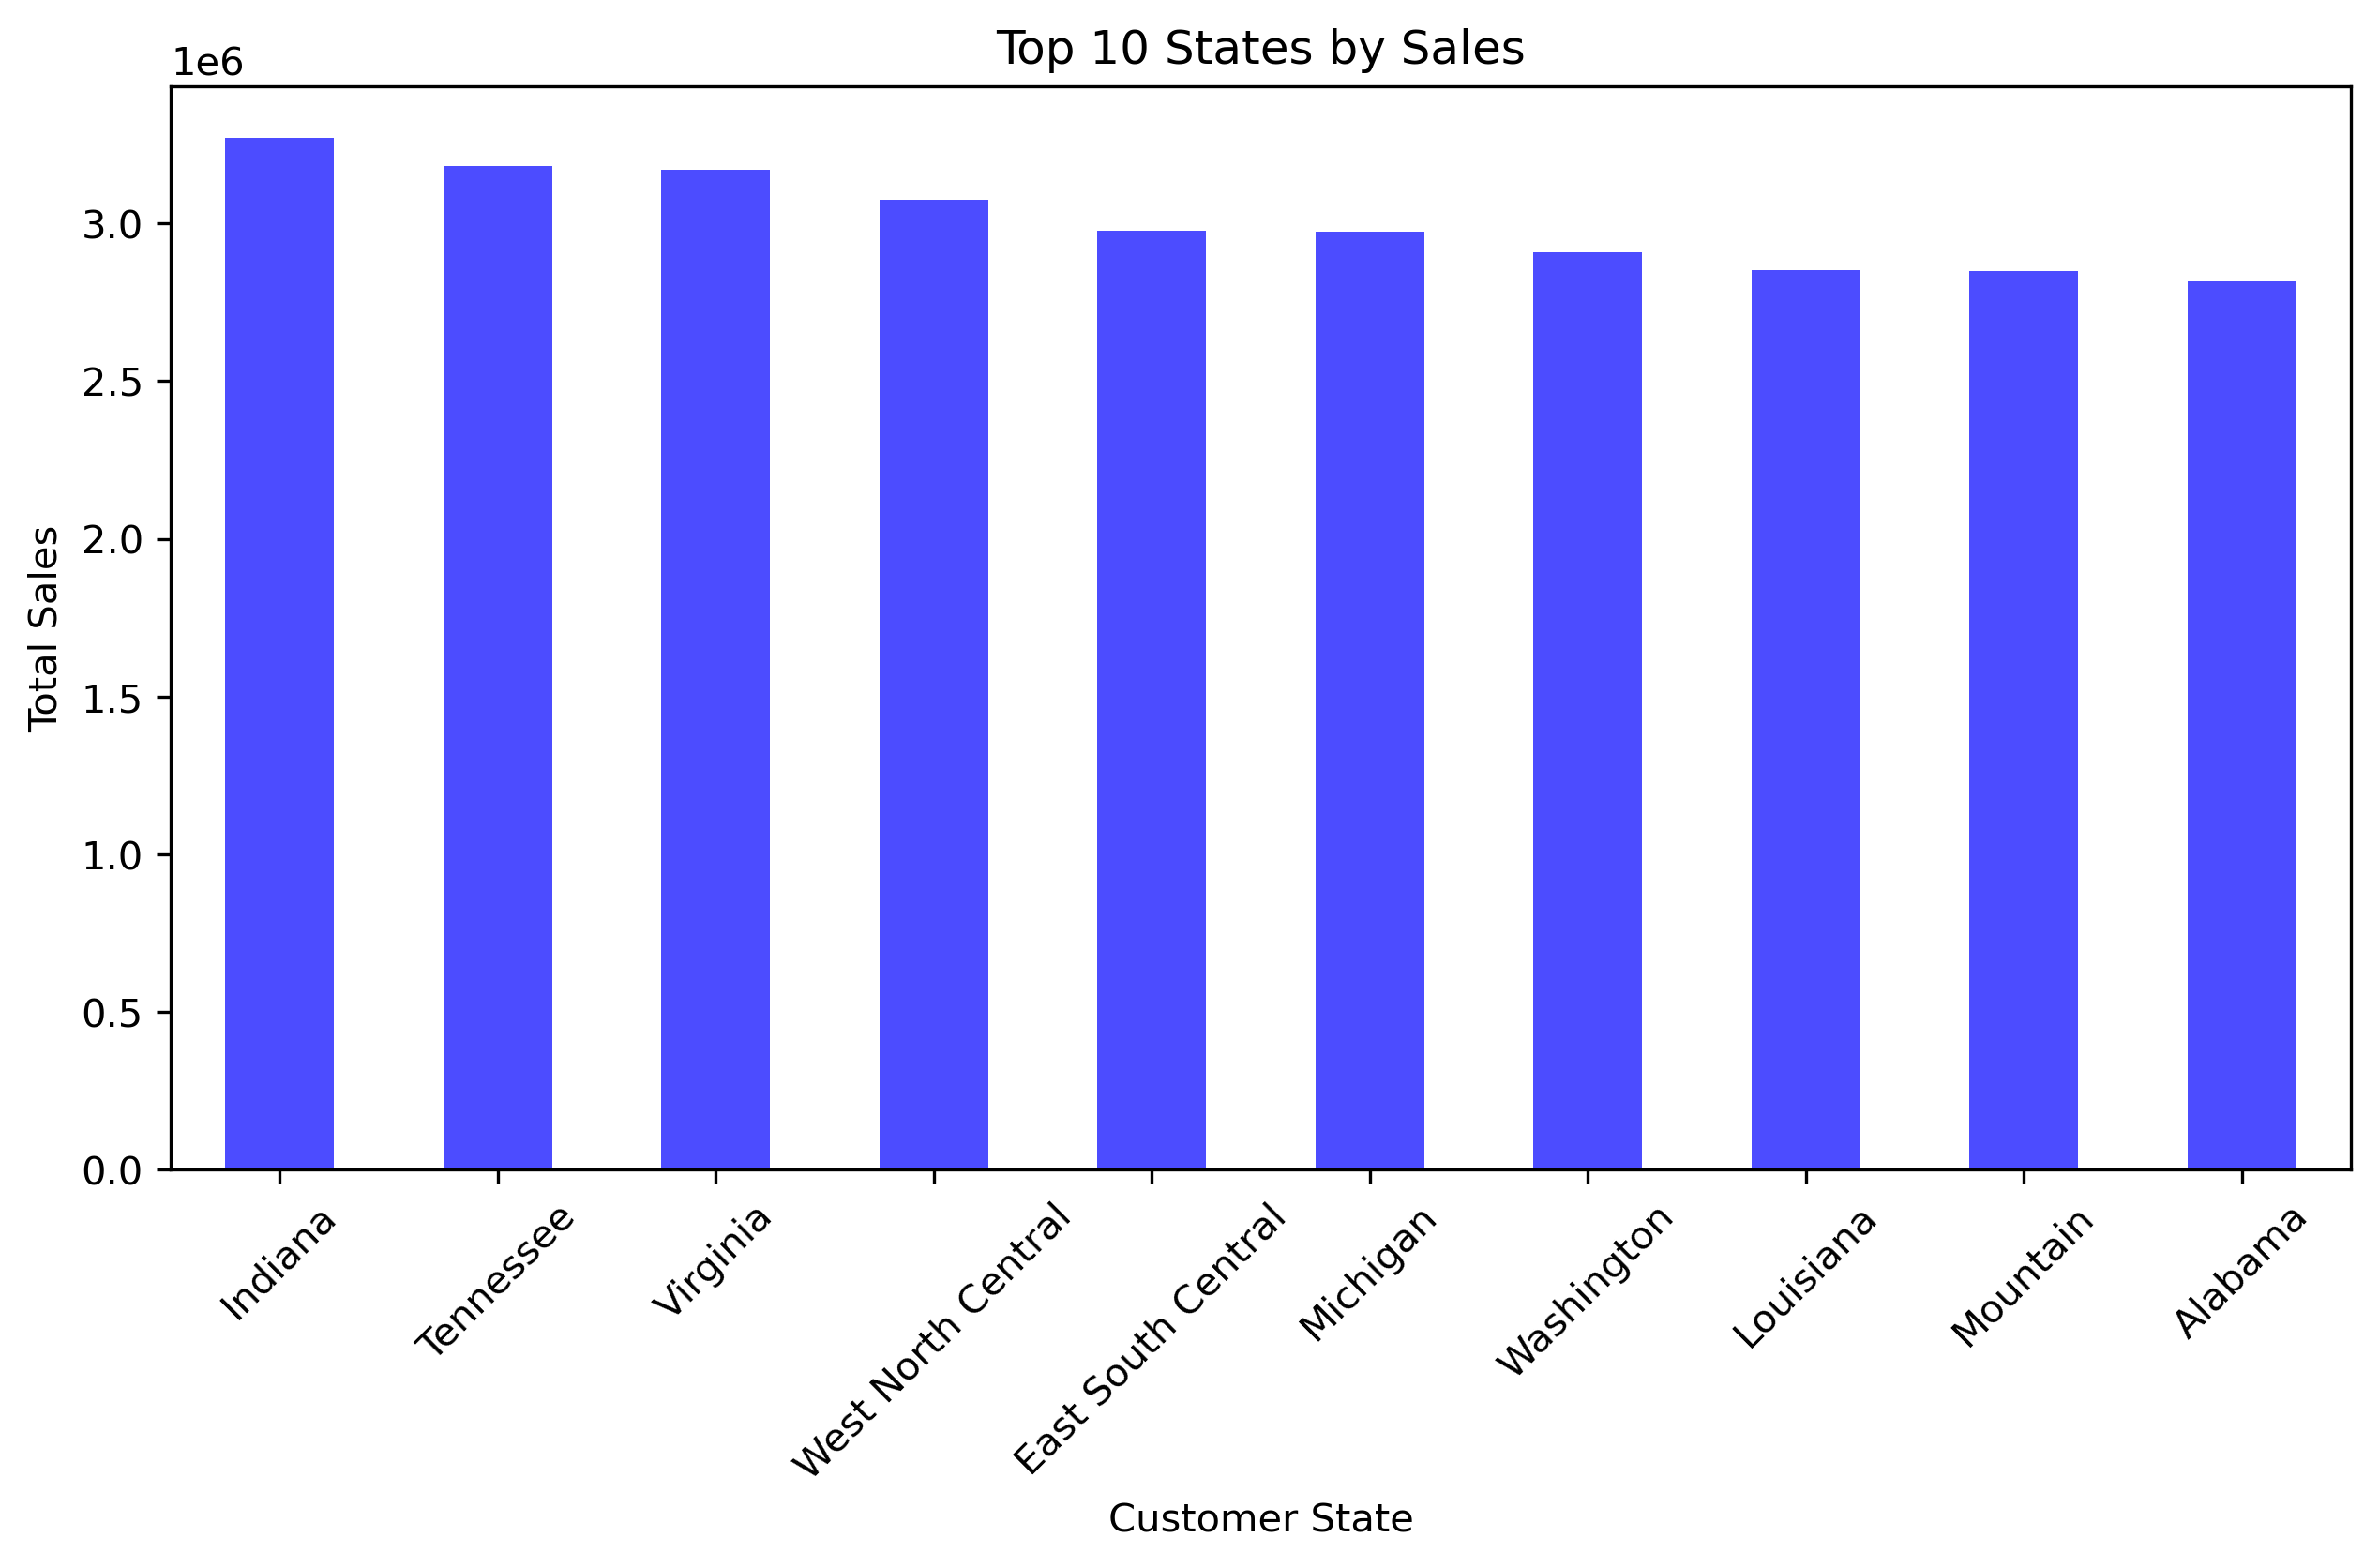 Top 10 States by Sales
1e6
3.0
2.5
2.0
1.5
1.0
0.5
0.0
Total Sales
Indiana
Tennessee
Virginia
West North Central
East South Central
Michigan
Washington
Louisiana
Mountain
Alabama
Customer State